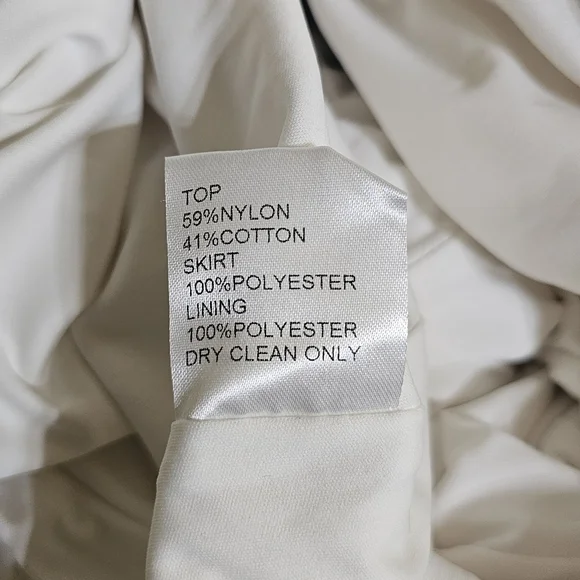 TOP
59%NYLON
41%COTTON
SKIRT
100%POLYESTER
LINING
100%POLYESTER
DRY CLEAN ONLY